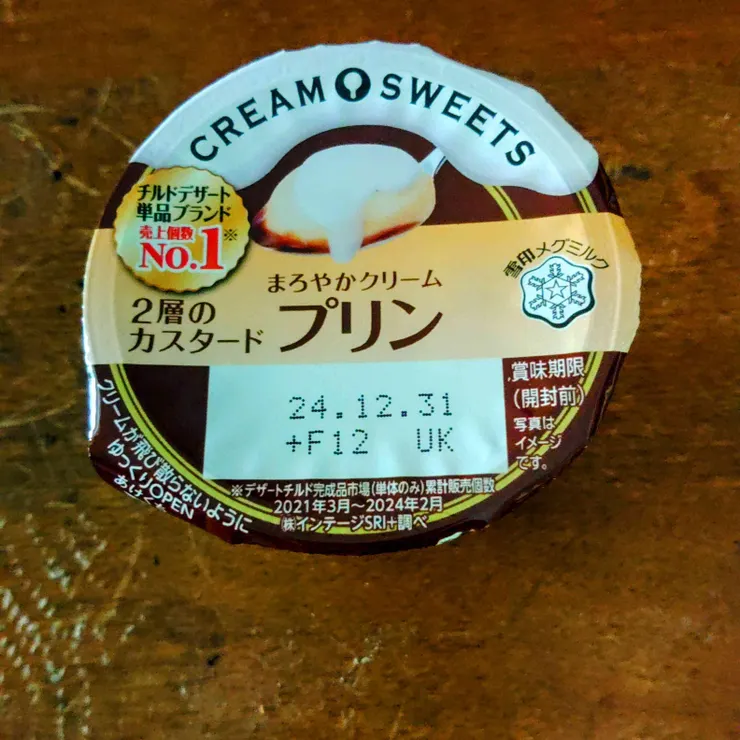 CREAM SWEETS
チルドデザート
単品ブランド
売上個数
No.1※
まろやかクリーム
2層の
カスタード
プリン
雪印メグミルク
24.12.31
+F12 UK
賞味期限
(開封前)
写真は
イメージ
です。
クリームが飛び散らないように
ゆっくりOPEN
※デザートチルド完成品市場(単体のみ)累計販売個数
2021年3月～2024年2月
㈱インテージSRI+調べ